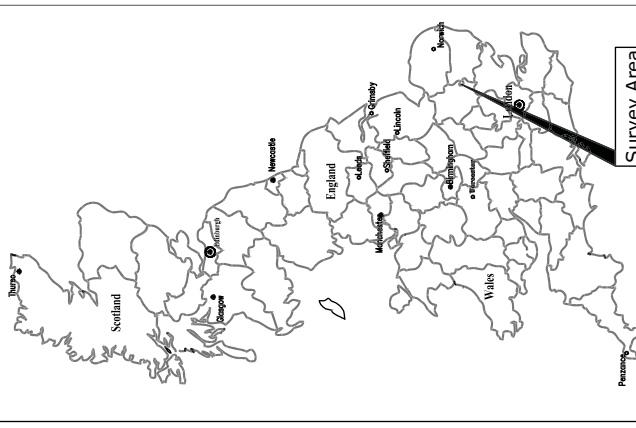 Thurso
Scotland
Edinburgh
Glasgow
Newcastle
England
Grimsby
Leeds
Lincoln
Sheffield
Manchester
Norwich
Birmingham
London
Wales
Penzance
Survey Area